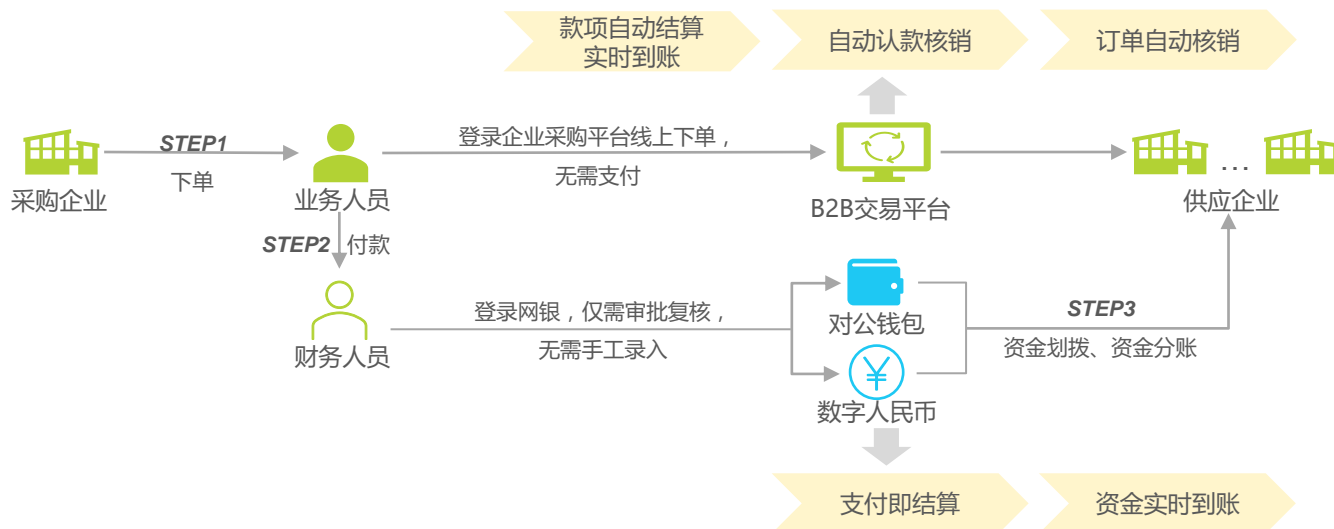 款项自动结算
实时到账
自动认款核销
订单自动核销
STEP1
下单
登录企业采购平台线上下单，
无需支付
…
采购企业
业务人员
B2B交易平台
供应企业
STEP2 付款
登录网银，仅需审批复核，
无需手工录入
财务人员
对公钱包
STEP3
资金划拨、资金分账
¥
数字人民币
支付即结算
资金实时到账